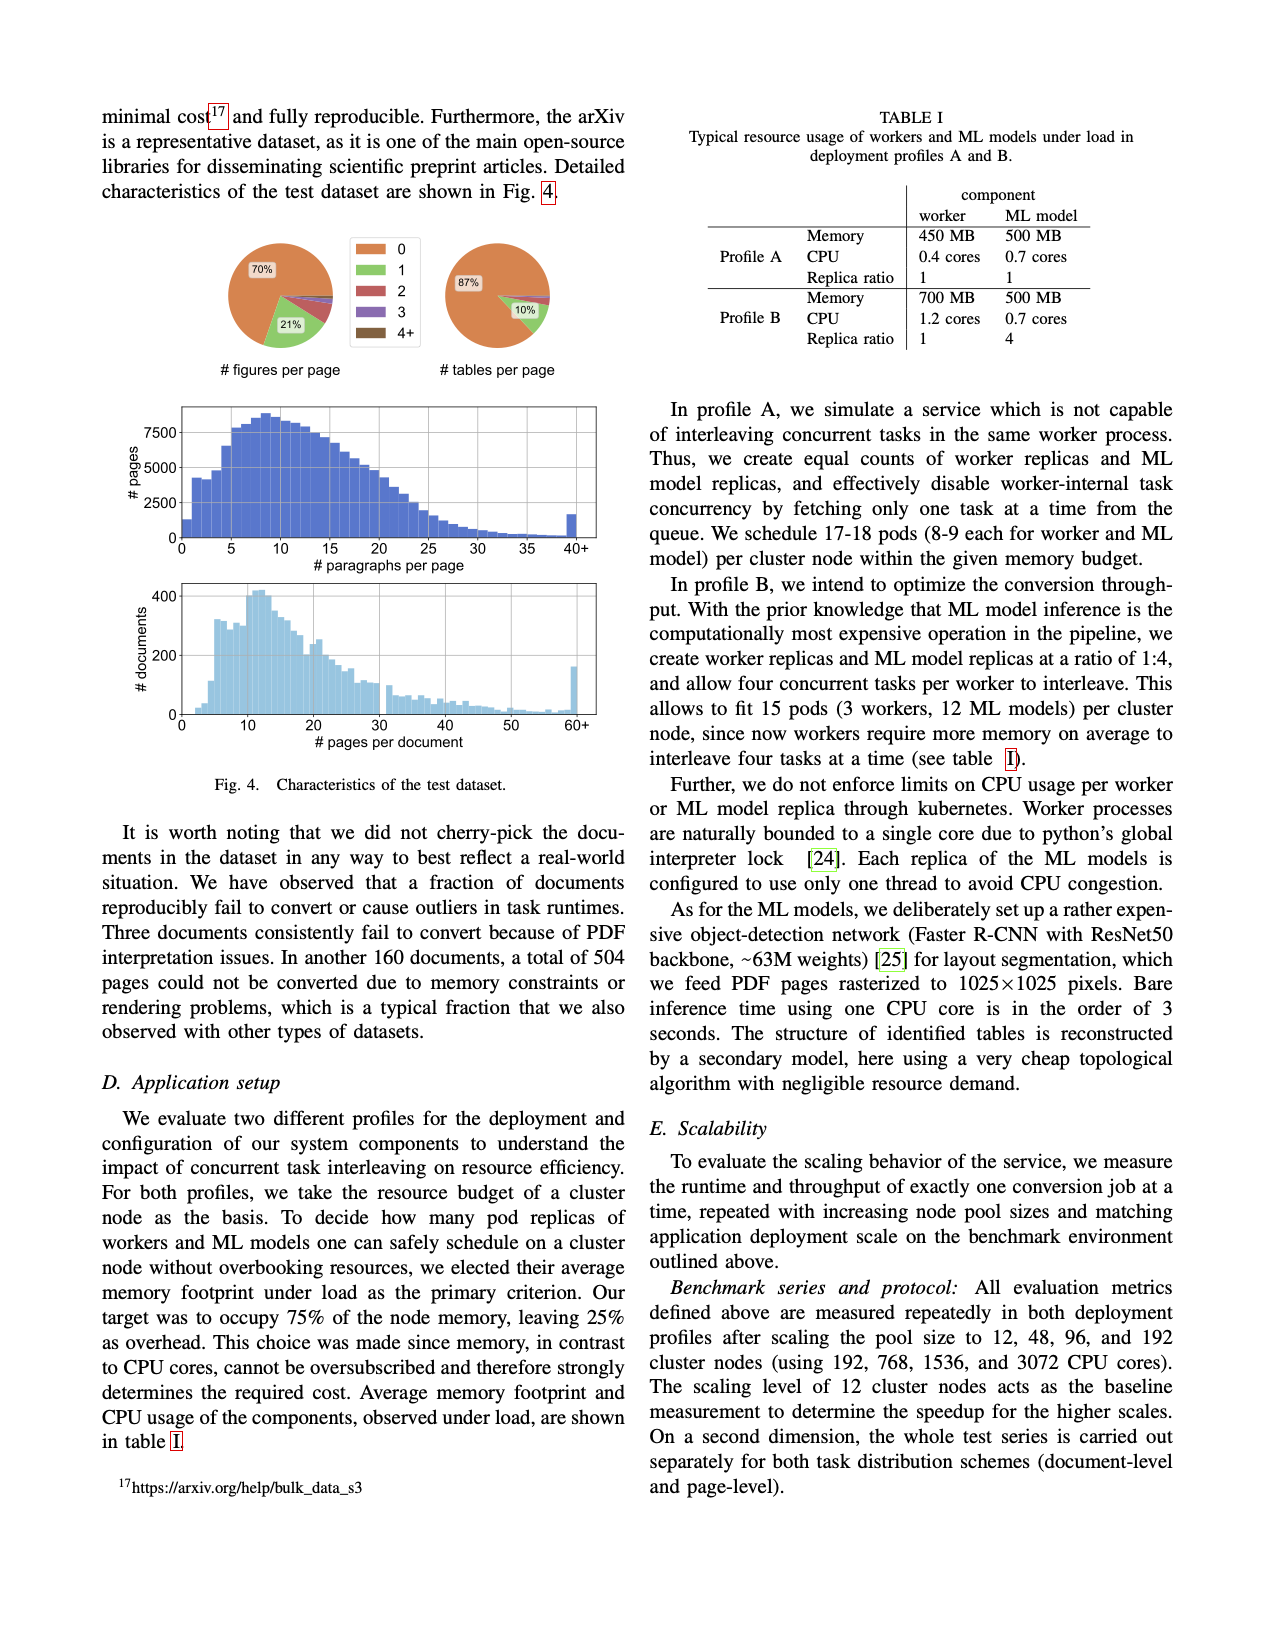 minimal cost17 and fully reproducible. Furthermore, the arXiv
is a representative dataset, as it is one of the main open-source
libraries for disseminating scientific preprint articles. Detailed
characteristics of the test dataset are shown in Fig. 4.
70%
21%
# figures per page
0
1
2
3
4+
87%
10%
# tables per page
# pages
7500
5000
2500
0
0 5 10 15 20 25 30 35 40+
# paragraphs per page
# documents
400
200
0
0 10 20 30 40 50 60+
# pages per document
Fig. 4. Characteristics of the test dataset.
It is worth noting that we did not cherry-pick the docu-
ments in the dataset in any way to best reflect a real-world
situation. We have observed that a fraction of documents
reproducibly fail to convert or cause outliers in task runtimes.
Three documents consistently fail to convert because of PDF
interpretation issues. In another 160 documents, a total of 504
pages could not be converted due to memory constraints or
rendering problems, which is a typical fraction that we also
observed with other types of datasets.
D. Application setup
We evaluate two different profiles for the deployment and
configuration of our system components to understand the
impact of concurrent task interleaving on resource efficiency.
For both profiles, we take the resource budget of a cluster
node as the basis. To decide how many pod replicas of
workers and ML models one can safely schedule on a cluster
node without overbooking resources, we elected their average
memory footprint under load as the primary criterion. Our
target was to occupy 75% of the node memory, leaving 25%
as overhead. This choice was made since memory, in contrast
to CPU cores, cannot be oversubscribed and therefore strongly
determines the required cost. Average memory footprint and
CPU usage of the components, observed under load, are shown
in table I.
17https://arxiv.org/help/bulk_data_s3
TABLE I
Typical resource usage of workers and ML models under load in
deployment profiles A and B.
component
worker ML model
Memory 450 MB 500 MB
Profile A CPU 0.4 cores 0.7 cores
Replica ratio 1 1
Memory 700 MB 500 MB
Profile B CPU 1.2 cores 0.7 cores
Replica ratio 1 4
In profile A, we simulate a service which is not capable
of interleaving concurrent tasks in the same worker process.
Thus, we create equal counts of worker replicas and ML
model replicas, and effectively disable worker-internal task
concurrency by fetching only one task at a time from the
queue. We schedule 17-18 pods (8-9 each for worker and ML
model) per cluster node within the given memory budget.
In profile B, we intend to optimize the conversion through-
put. With the prior knowledge that ML model inference is the
computationally most expensive operation in the pipeline, we
create worker replicas and ML model replicas at a ratio of 1:4,
and allow four concurrent tasks per worker to interleave. This
allows to fit 15 pods (3 workers, 12 ML models) per cluster
node, since now workers require more memory on average to
interleave four tasks at a time (see table I).
Further, we do not enforce limits on CPU usage per worker
or ML model replica through kubernetes. Worker processes
are naturally bounded to a single core due to python's global
interpreter lock [24]. Each replica of the ML models is
configured to use only one thread to avoid CPU congestion.
As for the ML models, we deliberately set up a rather expen-
sive object-detection network (Faster R-CNN with ResNet50
backbone, ~63M weights) [25] for layout segmentation, which
we feed PDF pages rasterized to 1025×1025 pixels. Bare
inference time using one CPU core is in the order of 3
seconds. The structure of identified tables is reconstructed
by a secondary model, here using a very cheap topological
algorithm with negligible resource demand.
E. Scalability
To evaluate the scaling behavior of the service, we measure
the runtime and throughput of exactly one conversion job at a
time, repeated with increasing node pool sizes and matching
application deployment scale on the benchmark environment
outlined above.
Benchmark series and protocol: All evaluation metrics
defined above are measured repeatedly in both deployment
profiles after scaling the pool size to 12, 48, 96, and 192
cluster nodes (using 192, 768, 1536, and 3072 CPU cores).
The scaling level of 12 cluster nodes acts as the baseline
measurement to determine the speedup for the higher scales.
On a second dimension, the whole test series is carried out
separately for both task distribution schemes (document-level
and page-level).